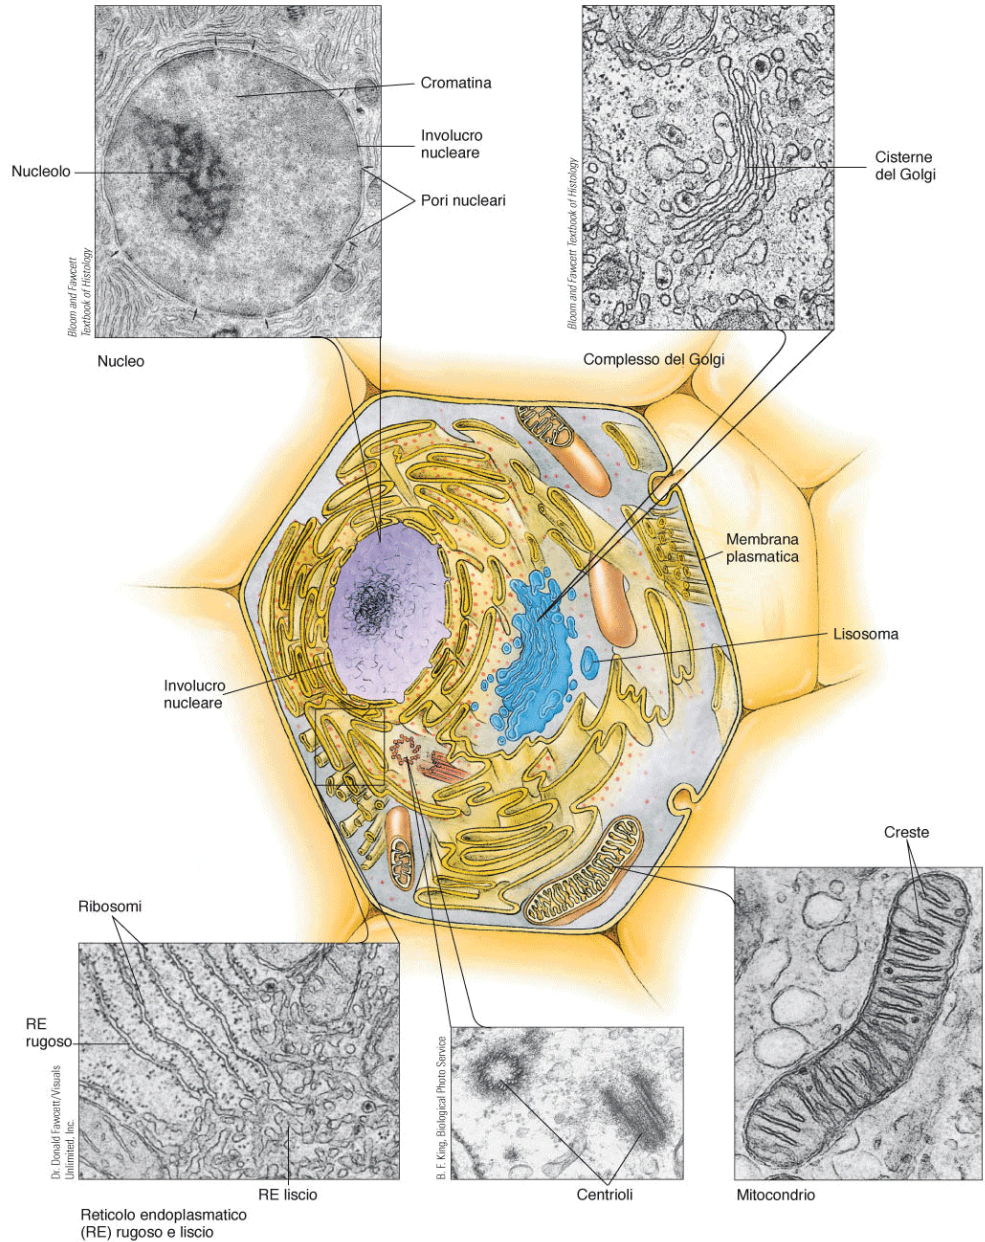 Cromatina
Involucro
nucleare
Nucleolo
Pori nucleari
Bloom and Fawcett
Textbook of Histology
Nucleo
Cisterne
del Golgi
Bloom and Fawcett Textbook of Histology
Complesso del Golgi
Membrana
plasmatica
Lisosoma
Involucro
nucleare
Creste
Ribosomi
RE
rugoso
Dr. Donald Fawcett/Visuals
Unlimited, Inc.
RE liscio
Reticolo endoplasmatico
(RE) rugoso e liscio
B. F. King, Biological Photo Service
Centrioli
Mitocondrio